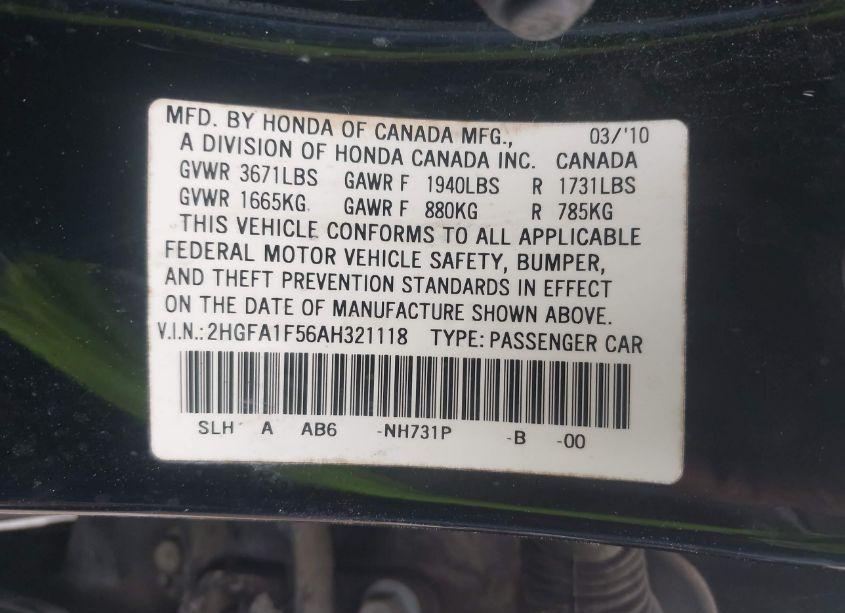 MFD. BY HONDA OF CANADA MFG., 03/'10
A DIVISION OF HONDA CANADA INC. CANADA
GVWR 3671LBS GAWR F 1940LBS R 1731LBS
GVWR 1665KG GAWR F 880KG R 785KG
THIS VEHICLE CONFORMS TO ALL APPLICABLE
FEDERAL MOTOR VEHICLE SAFETY, BUMPER,
AND THEFT PREVENTION STANDARDS IN EFFECT
ON THE DATE OF MANUFACTURE SHOWN ABOVE.
V.I.N.: 2HGFA1F56AH321118 TYPE: PASSENGER CAR
SLH A AB6 -NH731P -B -00